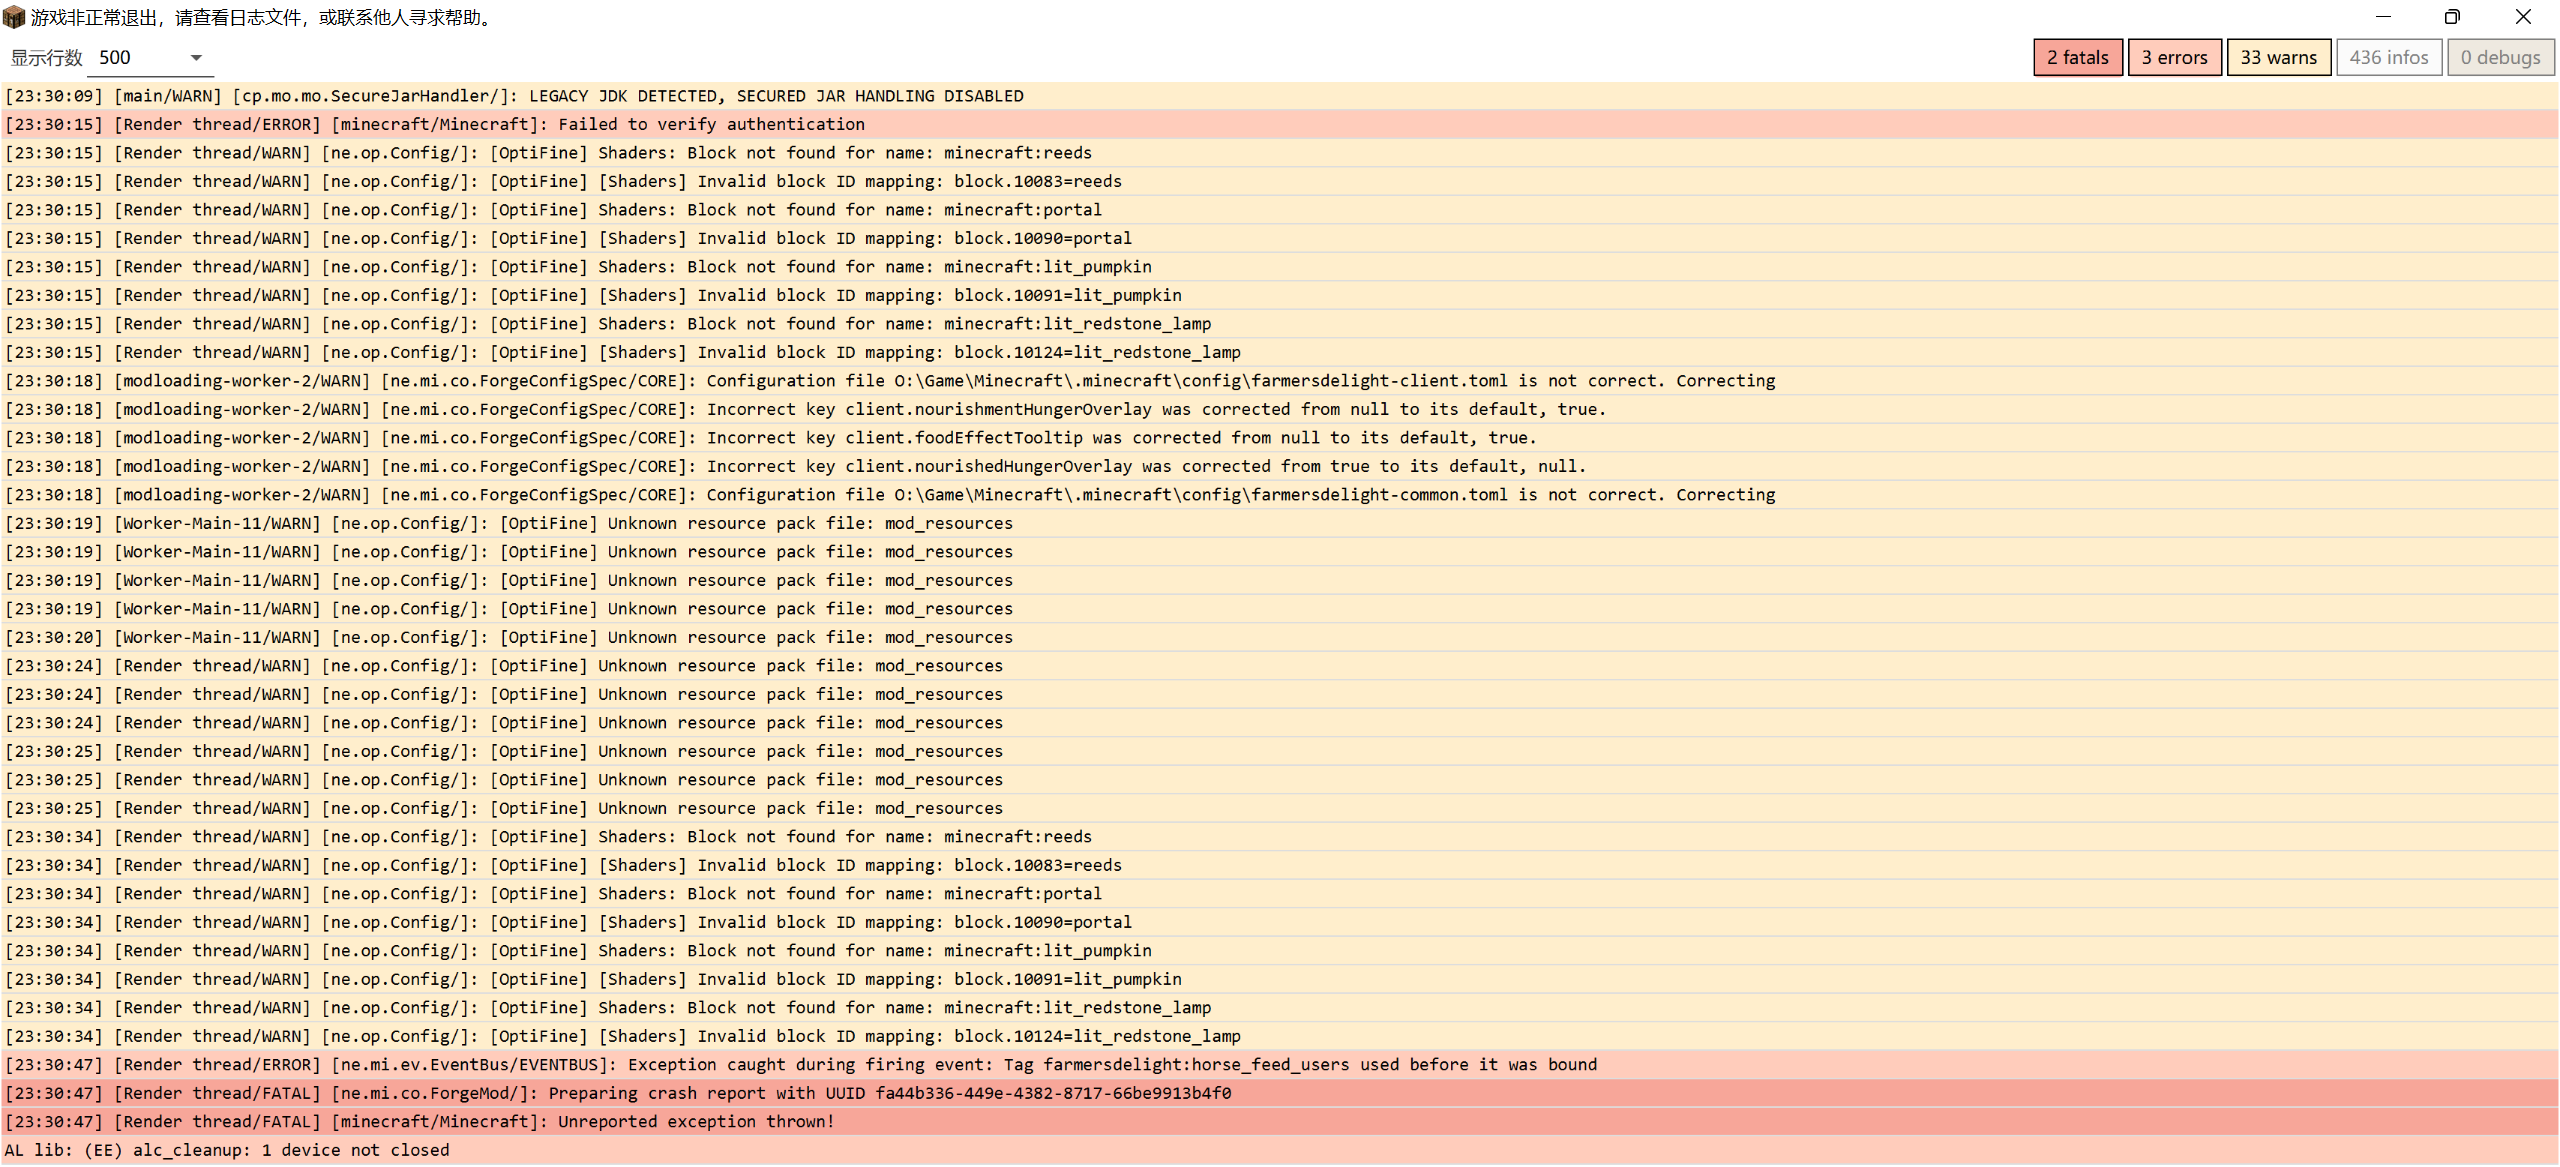 游戏非正常退出，请查看日志文件，或联系他人寻求帮助。
显示行数 500 2 fatals 3 errors 33 warns 436 infos 0 debugs
[23:30:09] [main/WARN] [cp.mo.mo.SecureJarHandler/]: LEGACY JDK DETECTED, SECURED JAR HANDLING DISABLED
[23:30:15] [Render thread/ERROR] [minecraft/Minecraft]: Failed to verify authentication
[23:30:15] [Render thread/WARN] [ne.op.Config/]: [OptiFine] Shaders: Block not found for name: minecraft:reeds
[23:30:15] [Render thread/WARN] [ne.op.Config/]: [OptiFine] [Shaders] Invalid block ID mapping: block.10083=reeds
[23:30:15] [Render thread/WARN] [ne.op.Config/]: [OptiFine] Shaders: Block not found for name: minecraft:portal
[23:30:15] [Render thread/WARN] [ne.op.Config/]: [OptiFine] [Shaders] Invalid block ID mapping: block.10090=portal
[23:30:15] [Render thread/WARN] [ne.op.Config/]: [OptiFine] Shaders: Block not found for name: minecraft:lit_pumpkin
[23:30:15] [Render thread/WARN] [ne.op.Config/]: [OptiFine] [Shaders] Invalid block ID mapping: block.10091=lit_pumpkin
[23:30:15] [Render thread/WARN] [ne.op.Config/]: [OptiFine] Shaders: Block not found for name: minecraft:lit_redstone_lamp
[23:30:15] [Render thread/WARN] [ne.op.Config/]: [OptiFine] [Shaders] Invalid block ID mapping: block.10124=lit_redstone_lamp
[23:30:18] [modloading-worker-2/WARN] [ne.mi.co.ForgeConfigSpec/CORE]: Configuration file O:\Game\Minecraft\.minecraft\config\farmersdelight-client.toml is not correct. Correcting
[23:30:18] [modloading-worker-2/WARN] [ne.mi.co.ForgeConfigSpec/CORE]: Incorrect key client.nourishmentHungerOverlay was corrected from null to its default, true.
[23:30:18] [modloading-worker-2/WARN] [ne.mi.co.ForgeConfigSpec/CORE]: Incorrect key client.foodEffectTooltip was corrected from null to its default, true.
[23:30:18] [modloading-worker-2/WARN] [ne.mi.co.ForgeConfigSpec/CORE]: Incorrect key client.nourishedHungerOverlay was corrected from true to its default, null.
[23:30:18] [modloading-worker-2/WARN] [ne.mi.co.ForgeConfigSpec/CORE]: Configuration file O:\Game\Minecraft\.minecraft\config\farmersdelight-common.toml is not correct. Correcting
[23:30:19] [Worker-Main-11/WARN] [ne.op.Config/]: [OptiFine] Unknown resource pack file: mod_resources
[23:30:19] [Worker-Main-11/WARN] [ne.op.Config/]: [OptiFine] Unknown resource pack file: mod_resources
[23:30:19] [Worker-Main-11/WARN] [ne.op.Config/]: [OptiFine] Unknown resource pack file: mod_resources
[23:30:19] [Worker-Main-11/WARN] [ne.op.Config/]: [OptiFine] Unknown resource pack file: mod_resources
[23:30:20] [Worker-Main-11/WARN] [ne.op.Config/]: [OptiFine] Unknown resource pack file: mod_resources
[23:30:24] [Render thread/WARN] [ne.op.Config/]: [OptiFine] Unknown resource pack file: mod_resources
[23:30:24] [Render thread/WARN] [ne.op.Config/]: [OptiFine] Unknown resource pack file: mod_resources
[23:30:24] [Render thread/WARN] [ne.op.Config/]: [OptiFine] Unknown resource pack file: mod_resources
[23:30:25] [Render thread/WARN] [ne.op.Config/]: [OptiFine] Unknown resource pack file: mod_resources
[23:30:25] [Render thread/WARN] [ne.op.Config/]: [OptiFine] Unknown resource pack file: mod_resources
[23:30:25] [Render thread/WARN] [ne.op.Config/]: [OptiFine] Unknown resource pack file: mod_resources
[23:30:34] [Render thread/WARN] [ne.op.Config/]: [OptiFine] Shaders: Block not found for name: minecraft:reeds
[23:30:34] [Render thread/WARN] [ne.op.Config/]: [OptiFine] [Shaders] Invalid block ID mapping: block.10083=reeds
[23:30:34] [Render thread/WARN] [ne.op.Config/]: [OptiFine] Shaders: Block not found for name: minecraft:portal
[23:30:34] [Render thread/WARN] [ne.op.Config/]: [OptiFine] [Shaders] Invalid block ID mapping: block.10090=portal
[23:30:34] [Render thread/WARN] [ne.op.Config/]: [OptiFine] Shaders: Block not found for name: minecraft:lit_pumpkin
[23:30:34] [Render thread/WARN] [ne.op.Config/]: [OptiFine] [Shaders] Invalid block ID mapping: block.10091=lit_pumpkin
[23:30:34] [Render thread/WARN] [ne.op.Config/]: [OptiFine] Shaders: Block not found for name: minecraft:lit_redstone_lamp
[23:30:34] [Render thread/WARN] [ne.op.Config/]: [OptiFine] [Shaders] Invalid block ID mapping: block.10124=lit_redstone_lamp
[23:30:47] [Render thread/ERROR] [ne.mi.ev.EventBus/EVENTBUS]: Exception caught during firing event: Tag farmersdelight:horse_feed_users used before it was bound
[23:30:47] [Render thread/FATAL] [ne.mi.co.ForgeMod/]: Preparing crash report with UUID fa44b336-449e-4382-8717-66be9913b4f0
[23:30:47] [Render thread/FATAL] [minecraft/Minecraft]: Unreported exception thrown!
AL lib: (EE) alc_cleanup: 1 device not closed